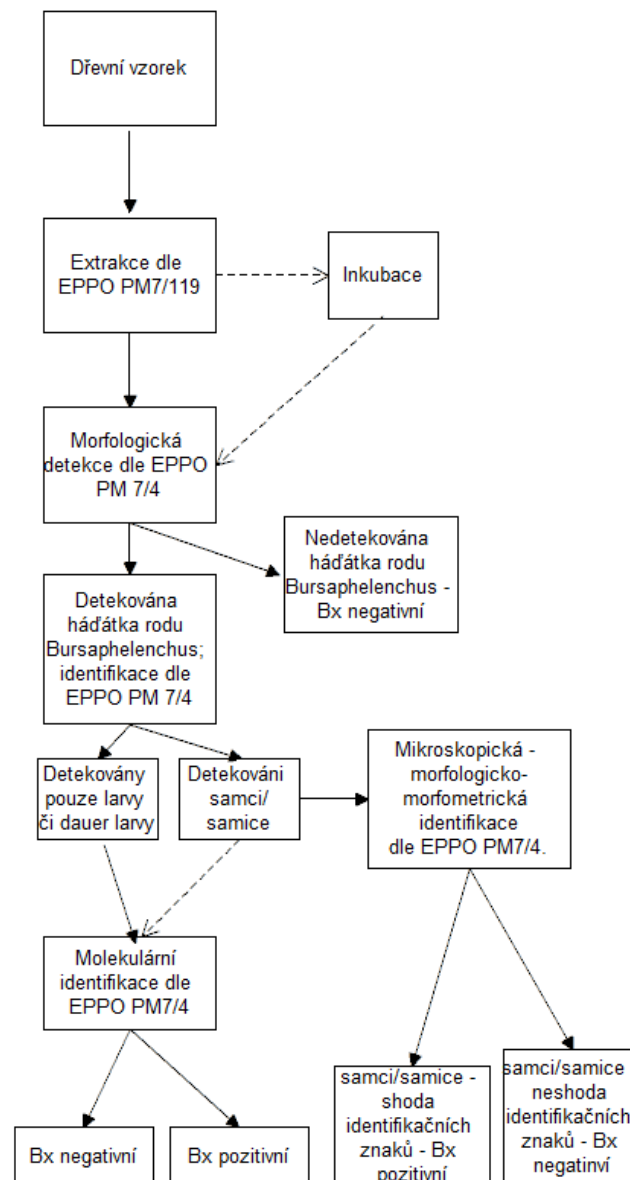 Dřevní vzorek
Extrakce dle
EPPO PM7/119
Inkubace
Morfologická
detekce dle EPPO
PM 7/4
Nedetekována
háďátka rodu
Bursaphelenchus -
Bx negativní
Detekována
háďátka rodu
Bursaphelenchus;
identifikace dle
EPPO PM 7/4
Detekovány
pouze larvy
či dauer larvy
Detekováni
samci/
samice
Mikroskopická -
morfologicko-
morfometrická
identifikace
dle EPPO PM7/4.
Molekulární
identifikace dle
EPPO PM7/4
Bx negativní
Bx pozitivní
samci/samice -
shoda
identifikačních
znaků - Bx
pozitivní
samci/samice
neshoda
identifikačních
znaků - Bx
negatinví